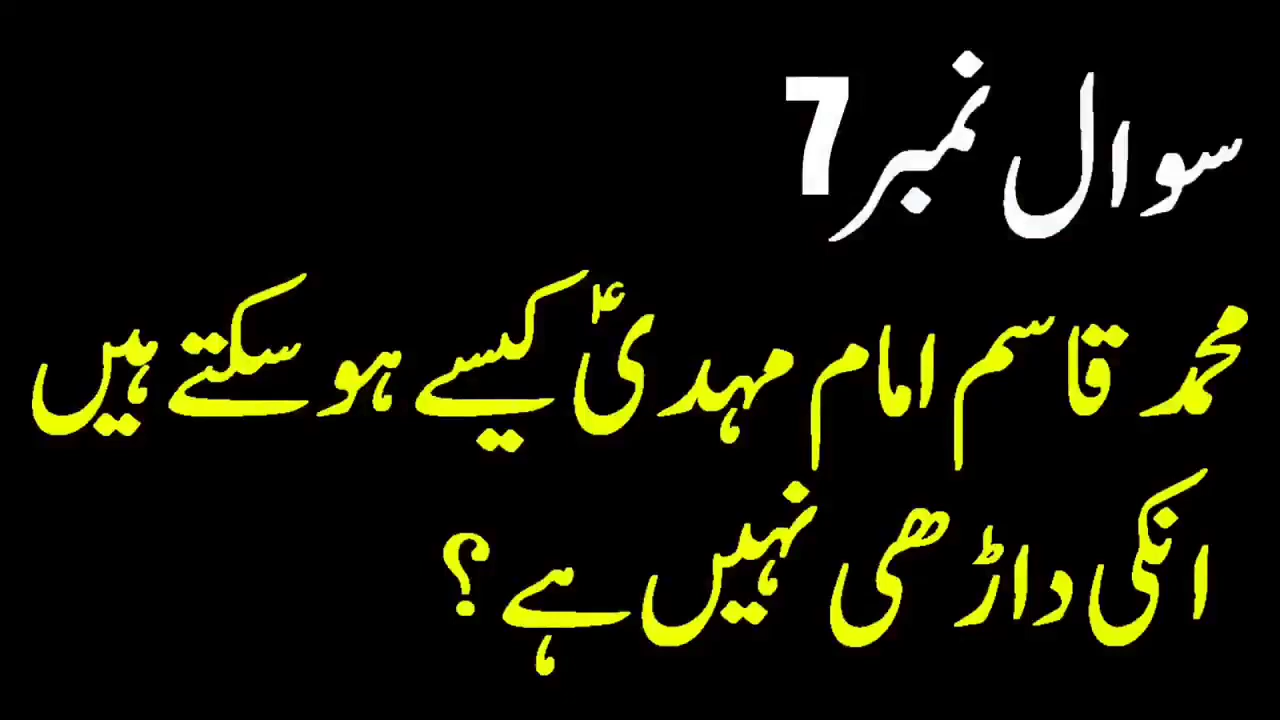 سوال نمبر 7
محمد قاسم امام مہدیؑ کیسے ہو سکتے ہیں
انکی داڑھی نہیں ہے ؟